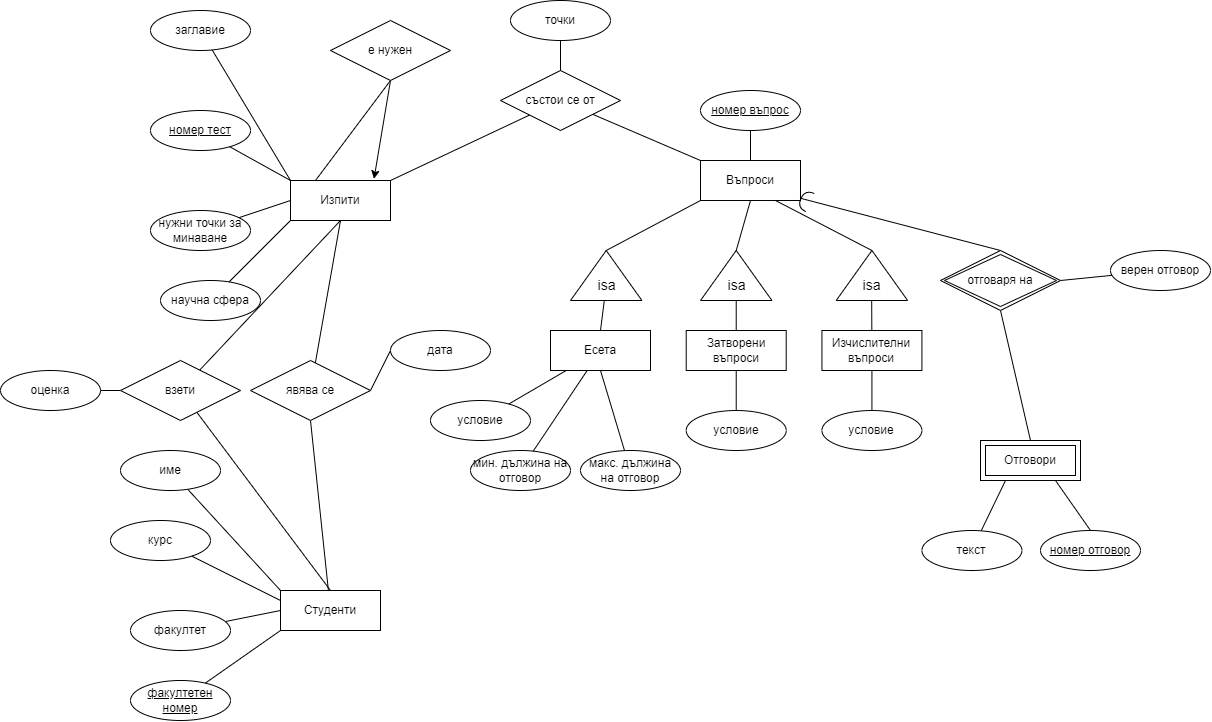 точки
заглавие
е нужен
състои се от
номер въпрос
номер тест
Въпроси
Изпити
нужни точки за
минаване
верен отговор
isa
isa
isa
отговаря на
научна сфера
Есета
Затворени
въпроси
Изчислителни
въпроси
дата
оценка
взети
явява се
условие
условие
условие
име
мин. дължина на
отговор
макс. дължина
на отговор
Отговори
курс
текст
номер отговор
Студенти
факултет
факултетен
номер